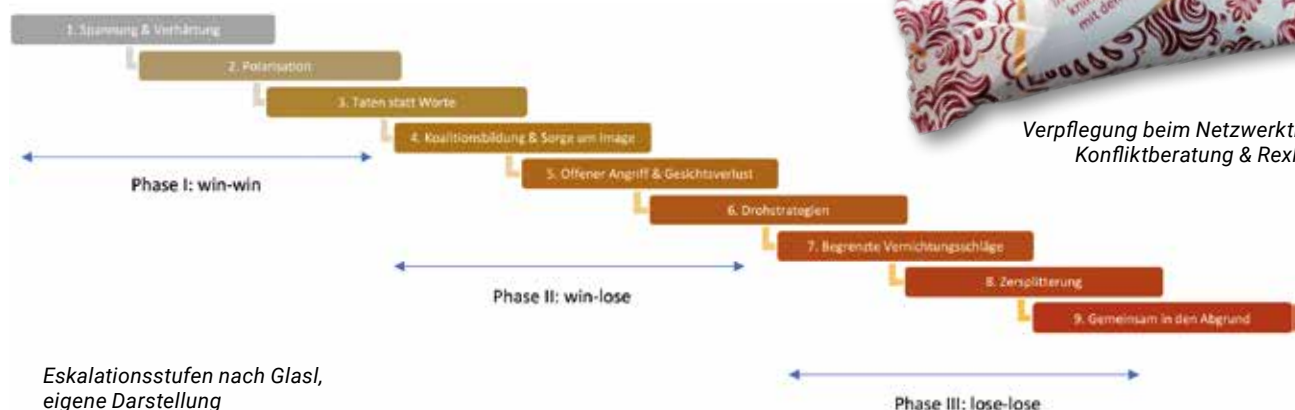 1. Spannung & Verhärtung
2. Polarisation
3. Taten statt Worte
4. Koalitionsbildung & Sorge um Image
5. Offener Angriff & Gesichtsverlust
6. Drohstrategien
7. Begrenzte Vernichtungsschläge
8. Zersplitterung
9. Gemeinsam in den Abgrund
Phase I: win-win
Phase II: win-lose
Phase III: lose-lose
Eskalationsstufen nach Glasl,
eigene Darstellung
mit
Verpflegung beim
Konfliktberatung &